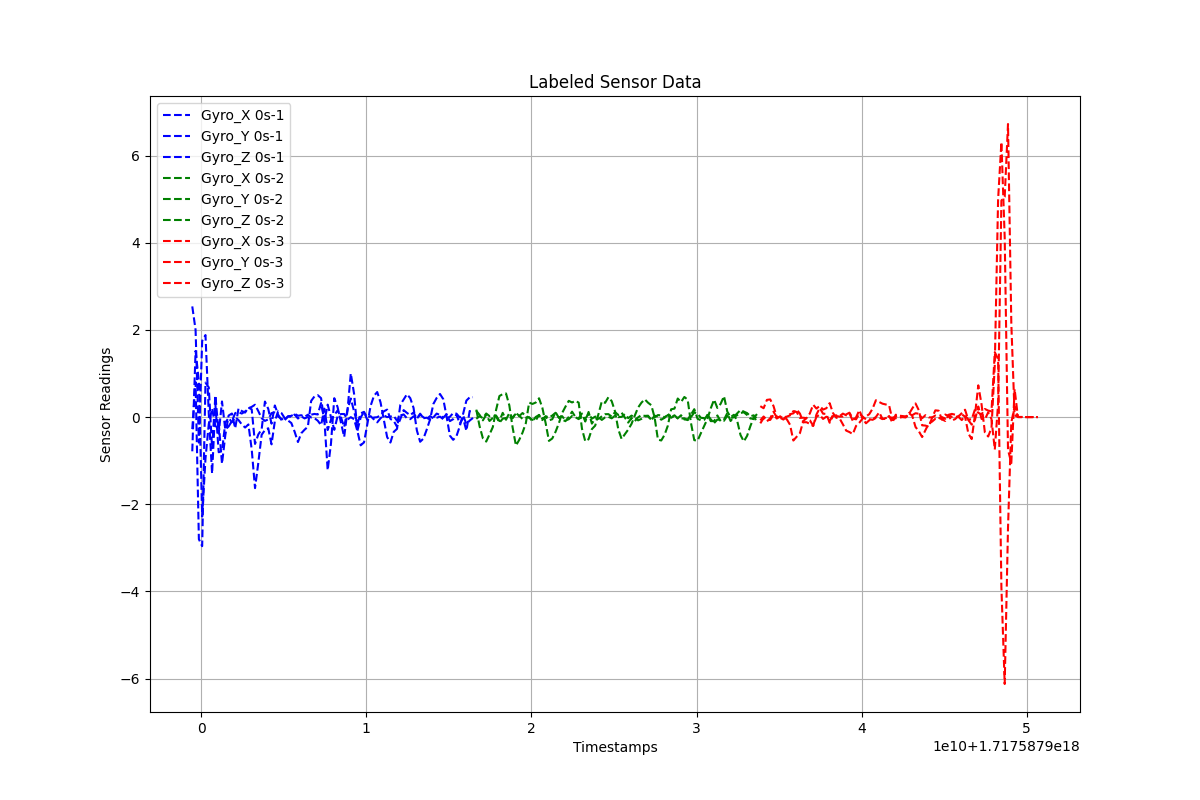 Labeled Sensor Data
Gyro_X 0s-1
Gyro_Y 0s-1
Gyro_Z 0s-1
Gyro_X 0s-2
Gyro_Y 0s-2
Gyro_Z 0s-2
Gyro_X 0s-3
Gyro_Y 0s-3
Gyro_Z 0s-3
6
4
2
0
−2
−4
−6
Sensor Readings
0 1 2 3 4 5
Timestamps
1e10+1.7175879e18